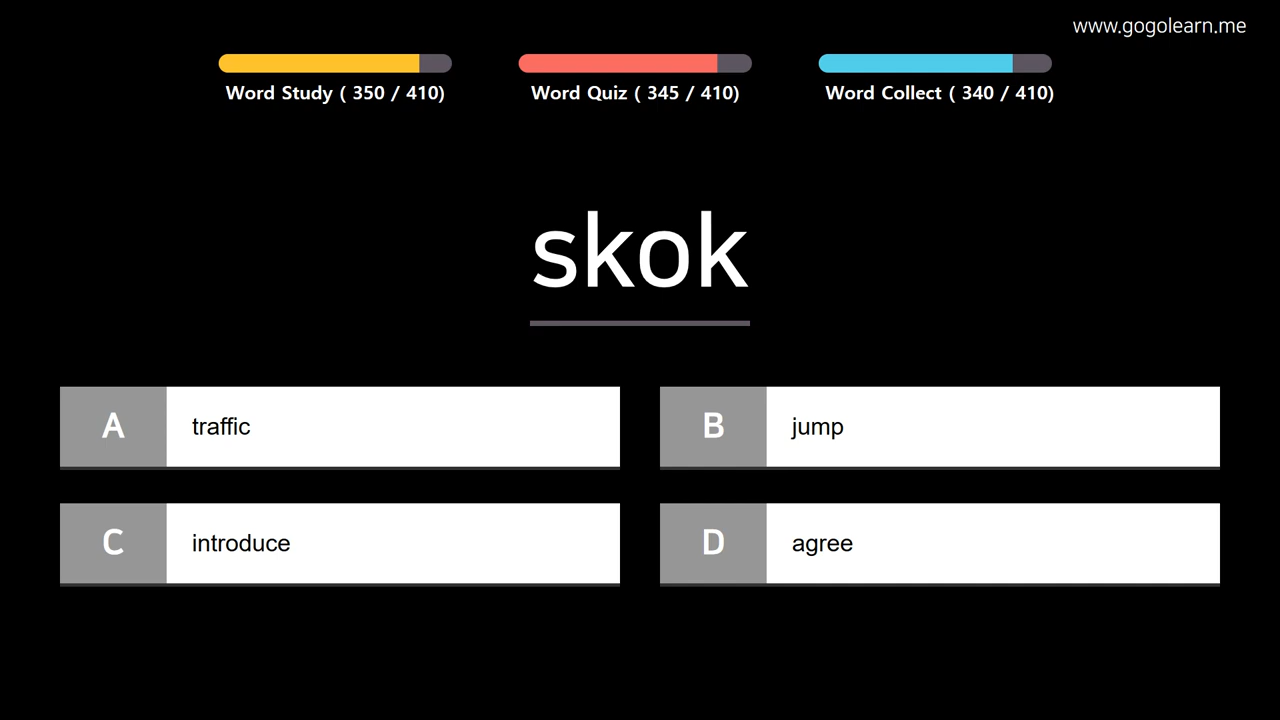 www.gogolearn.me
Word Study ( 350 / 410)
Word Quiz ( 345 / 410)
Word Collect ( 340 / 410)
skok
A traffic
B jump
C introduce
D agree